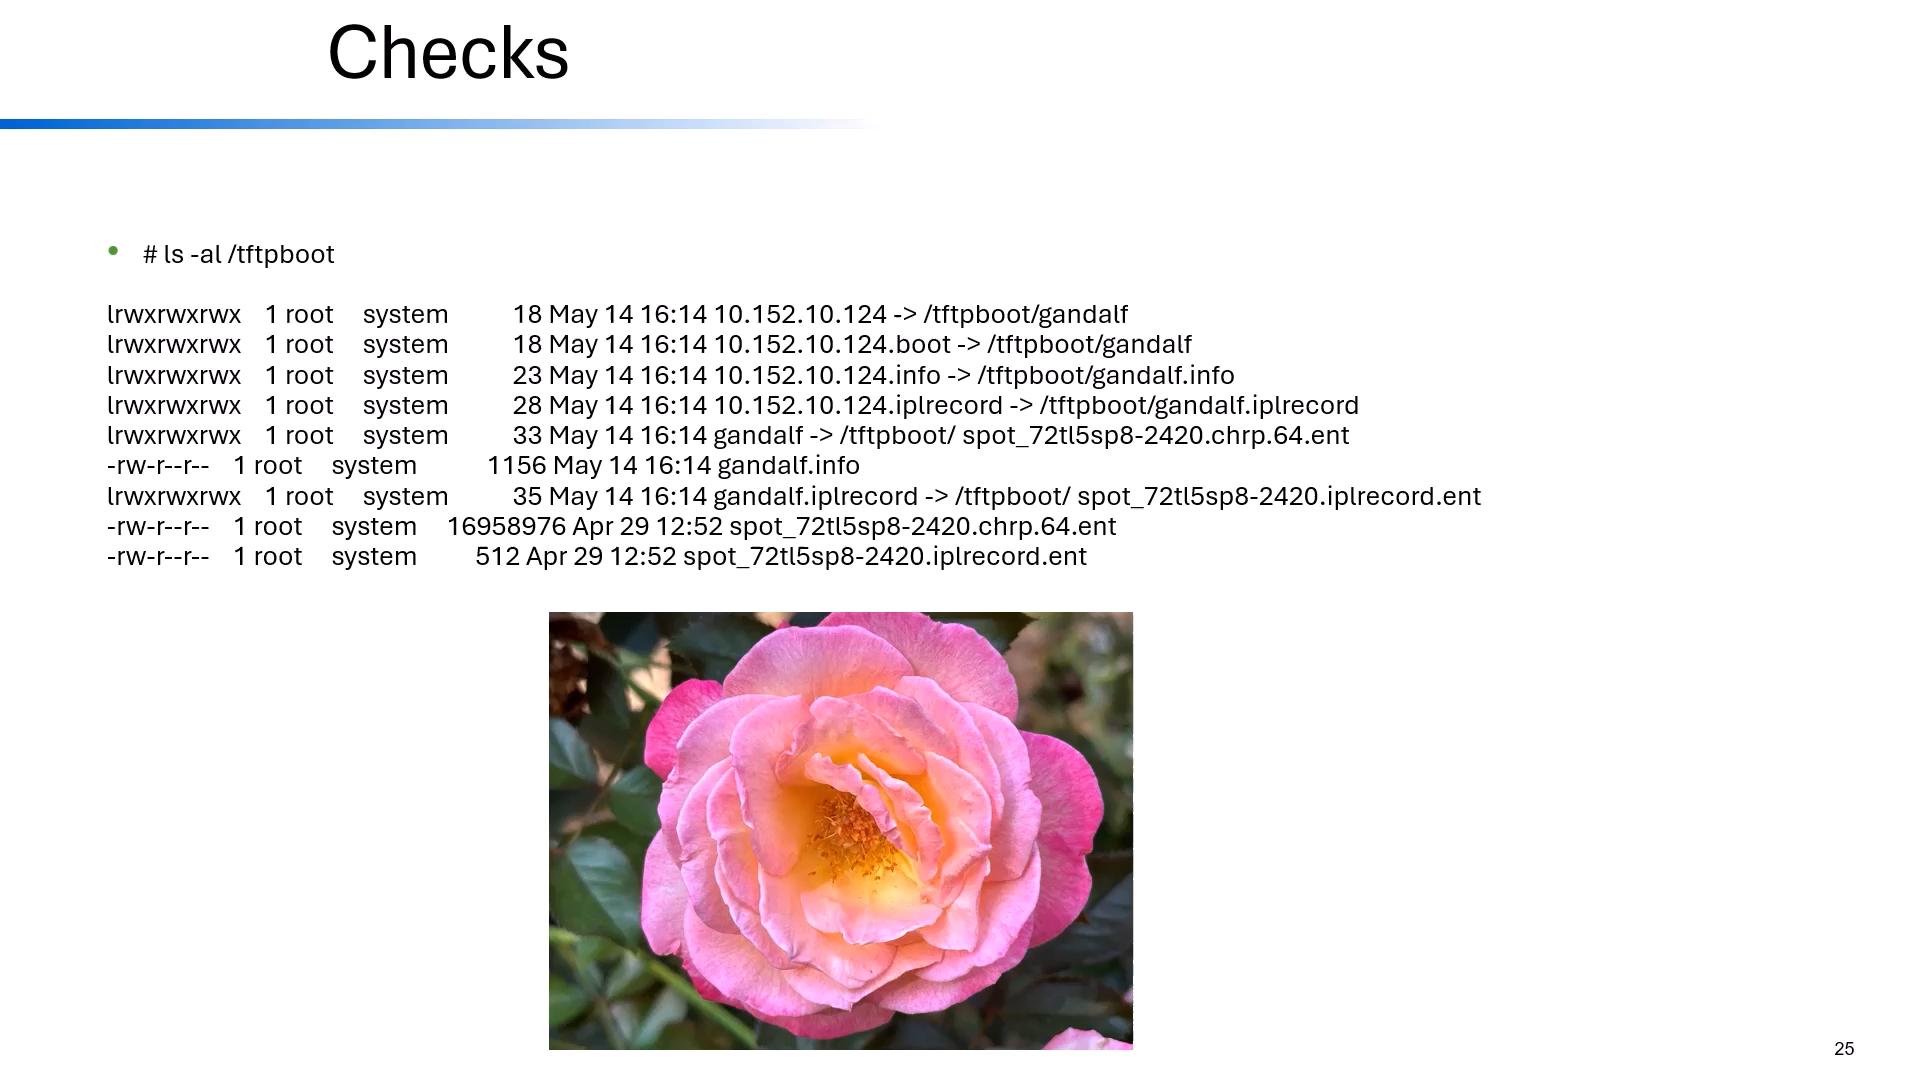 Checks
• # ls -al /tftpboot
lrwxrwxrwx 1 root system 18 May 14 16:14 10.152.10.124 -> /tftpboot/gandalf
lrwxrwxrwx 1 root system 18 May 14 16:14 10.152.10.124.boot -> /tftpboot/gandalf
lrwxrwxrwx 1 root system 23 May 14 16:14 10.152.10.124.info -> /tftpboot/gandalf.info
lrwxrwxrwx 1 root system 28 May 14 16:14 10.152.10.124.iplrecord -> /tftpboot/gandalf.iplrecord
lrwxrwxrwx 1 root system 33 May 14 16:14 gandalf -> /tftpboot/ spot_72tl5sp8-2420.chrp.64.ent
-rw-r--r-- 1 root system 1156 May 14 16:14 gandalf.info
lrwxrwxrwx 1 root system 35 May 14 16:14 gandalf.iplrecord -> /tftpboot/ spot_72tl5sp8-2420.iplrecord.ent
-rw-r--r-- 1 root system 16958976 Apr 29 12:52 spot_72tl5sp8-2420.chrp.64.ent
-rw-r--r-- 1 root system 512 Apr 29 12:52 spot_72tl5sp8-2420.iplrecord.ent
25